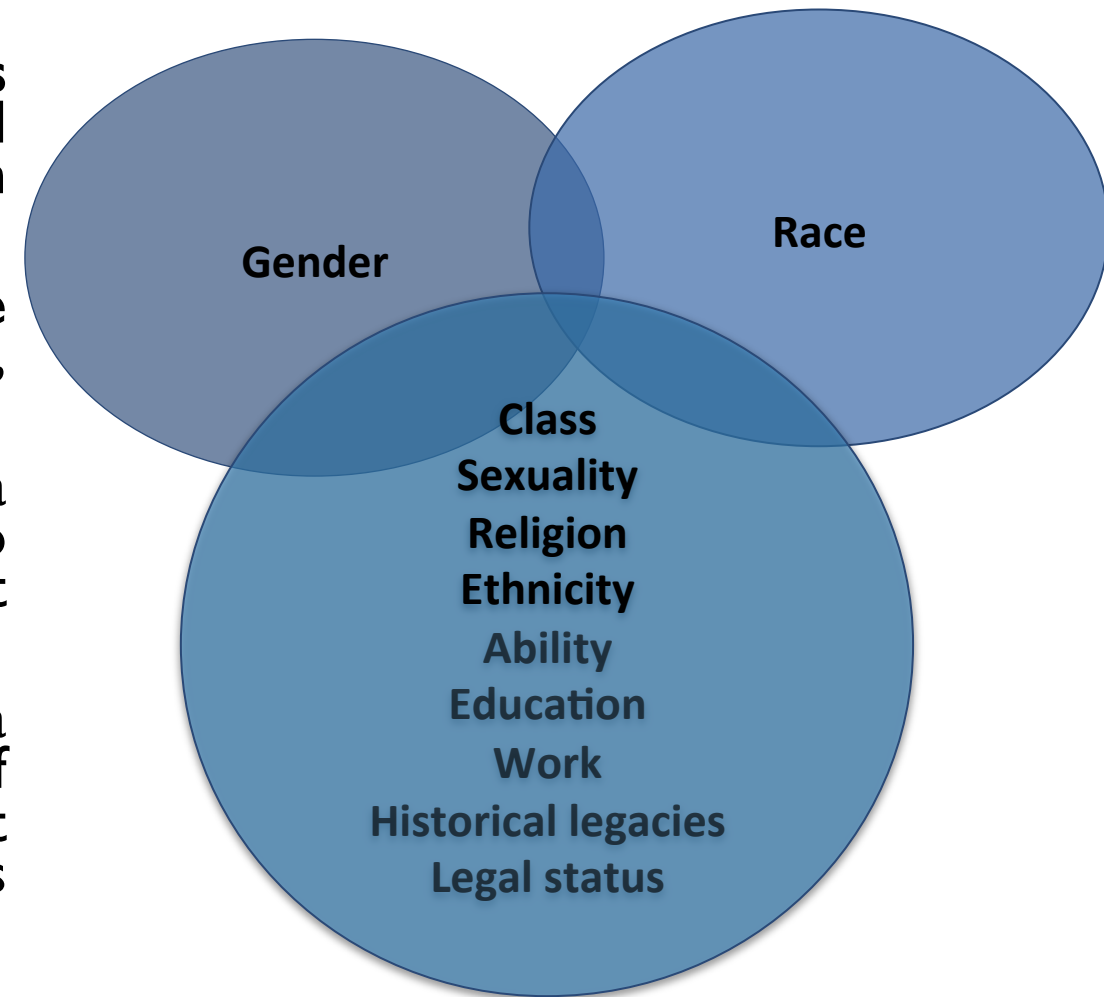 Gender
Race
Class
Sexuality
Religion
Ethnicity
Ability
Education
Work
Historical legacies
Legal status